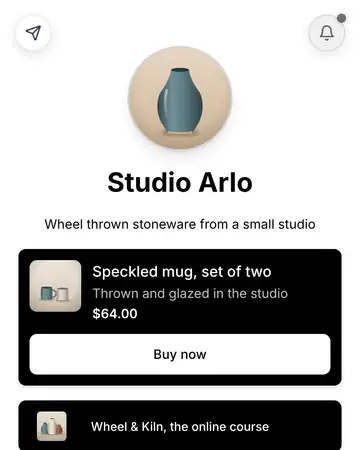 Studio Arlo
Wheel thrown stoneware from a small studio
Speckled mug, set of two
Thrown and glazed in the studio
$64.00
Buy now
Wheel & Kiln, the online course